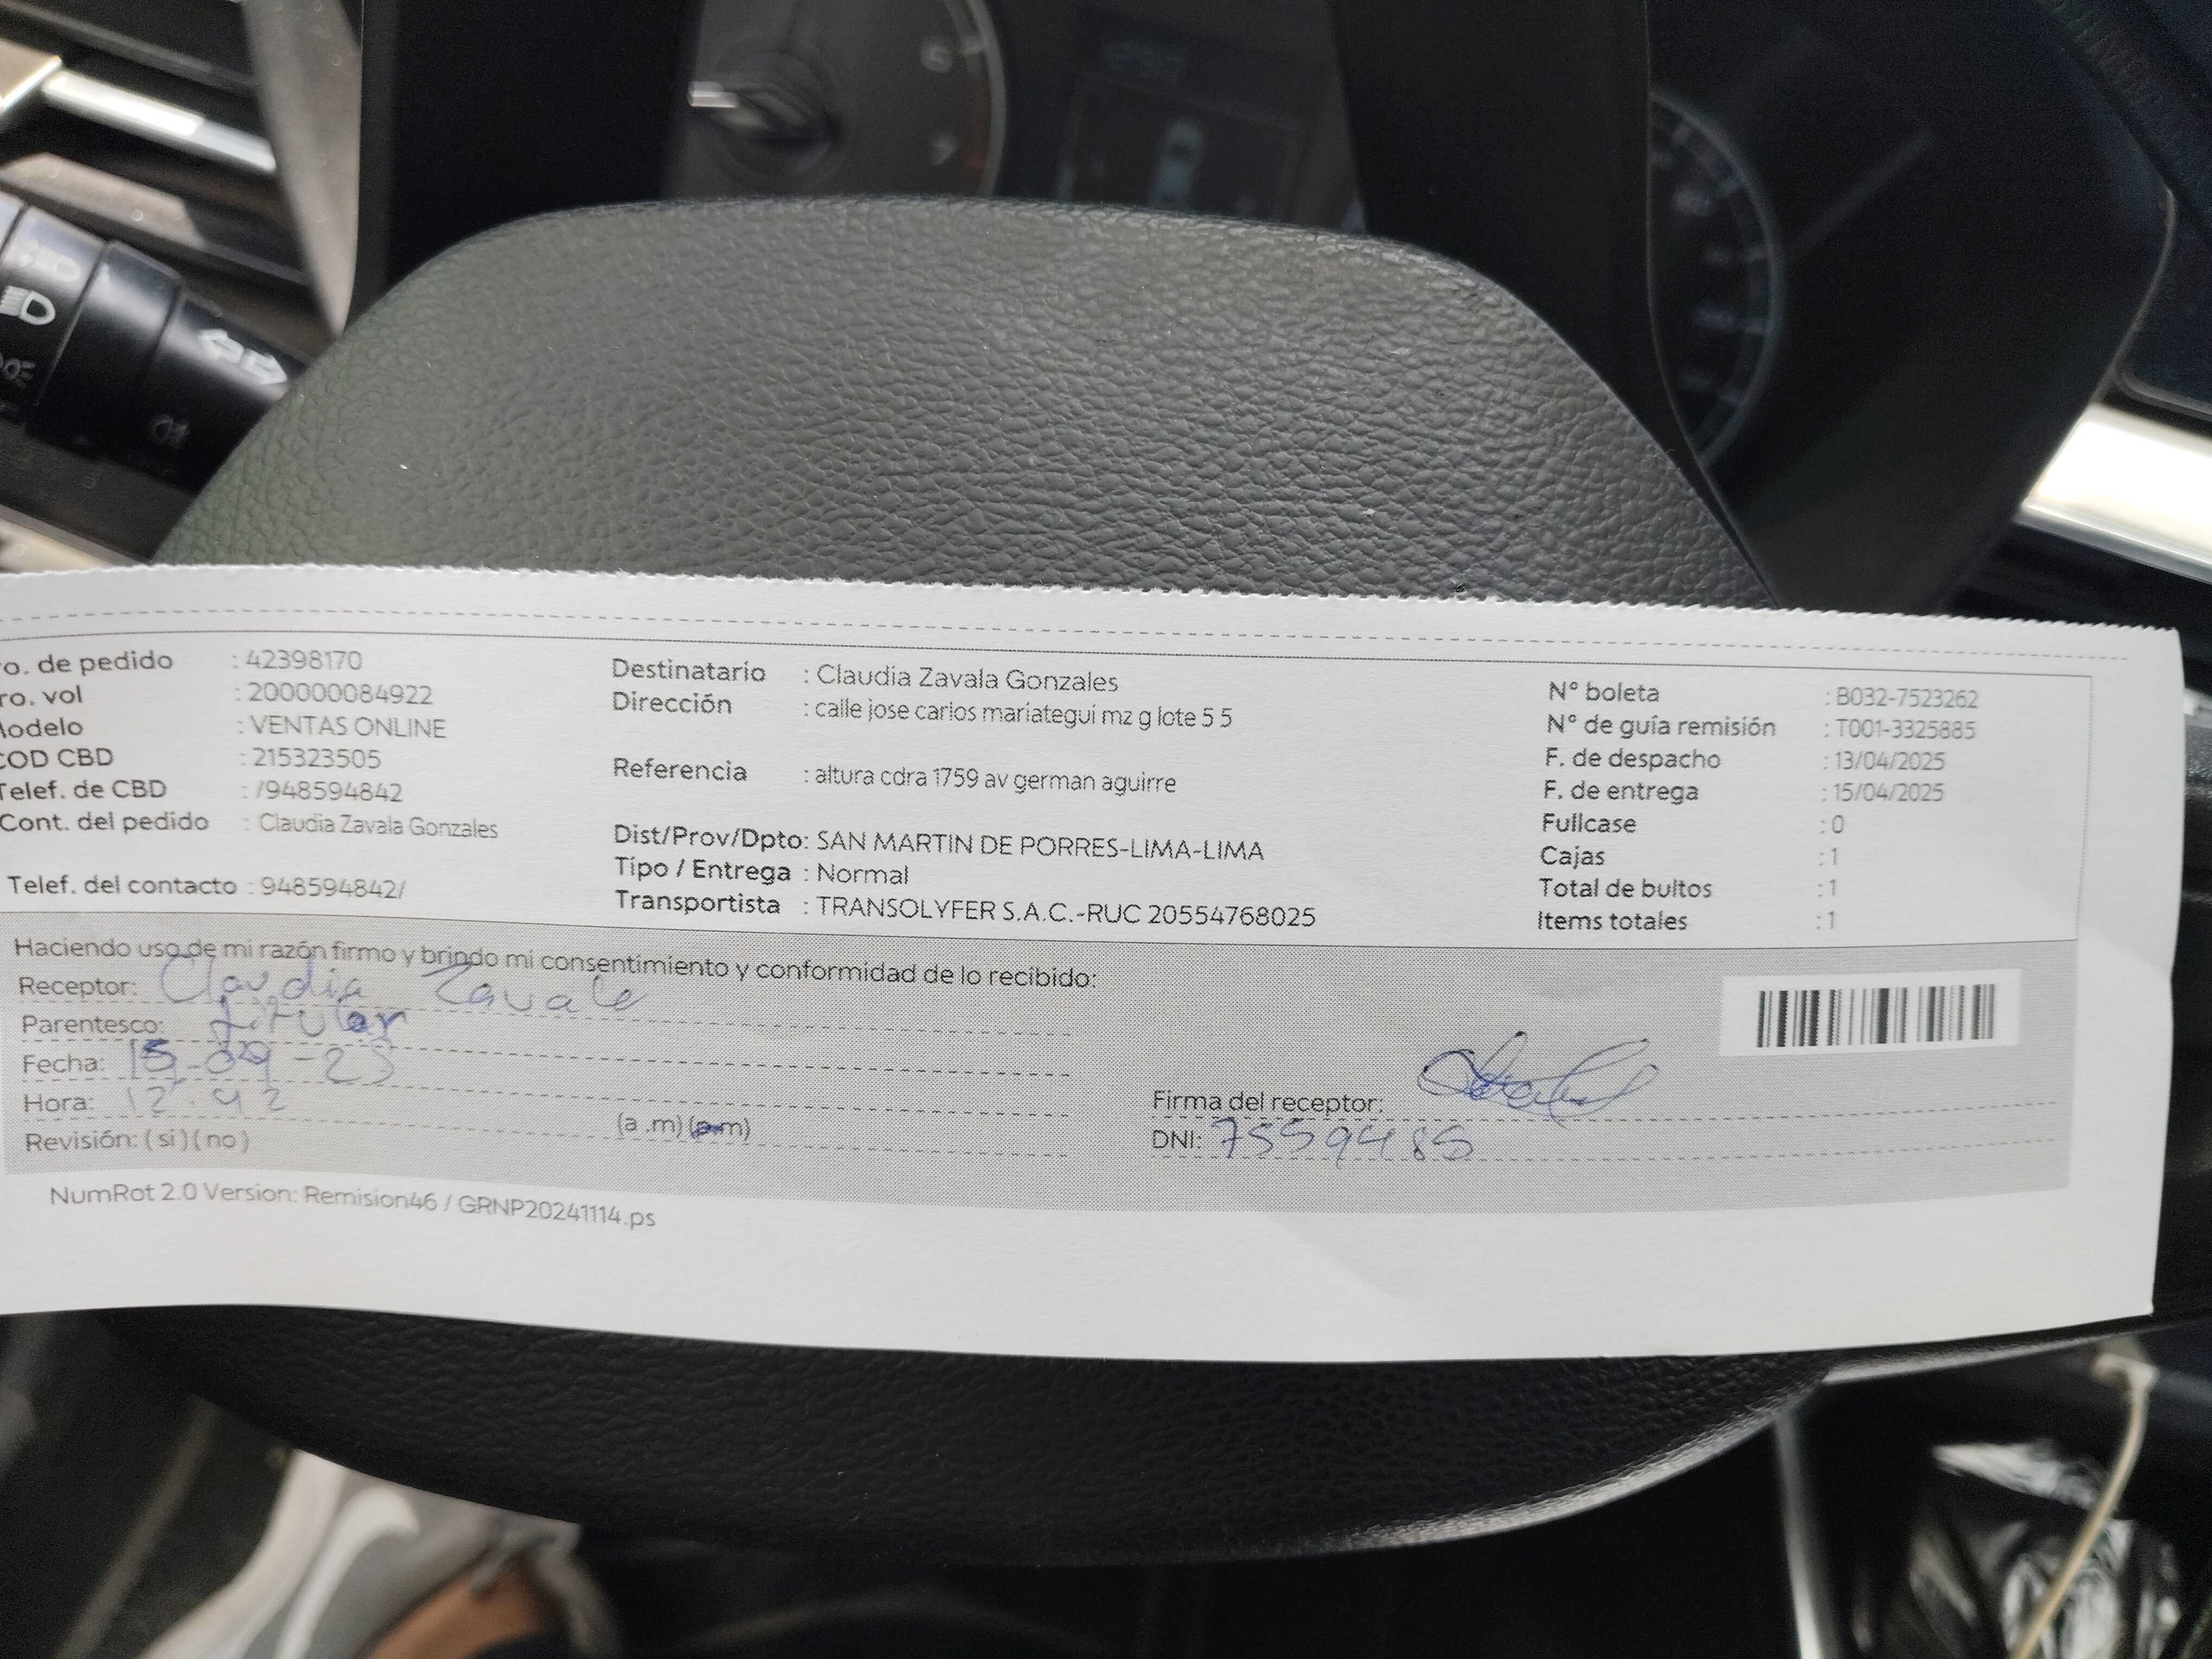 ro. de pedido : 42398170
ro. vol : 200000084922
Modelo : VENTAS ONLINE
COD CBD : 215323505
Telef. de CBD : /948594842
Cont. del pedido : Claudia Zavala Gonzales
Telef. del contacto : 948594842/
Destinatario : Claudia Zavala Gonzales
Dirección : calle jose carlos mariategui mz g lote 5 5
Referencia : altura cdra 1759 av german aguirre
Dist/Prov/Dpto: SAN MARTIN DE PORRES-LIMA-LIMA
Tipo / Entrega : Normal
Transportista : TRANSOLYFER S.A.C.-RUC 20554768025
N° boleta : B032-7523262
N° de guía remisión : T001-3325885
F. de despacho : 13/04/2025
F. de entrega : 15/04/2025
Fullcase : 0
Cajas : 1
Total de bultos : 1
Items totales : 1
Haciendo uso de mi razón firmo y brindo mi consentimiento y conformidad de lo recibido:
Receptor: Claudia Zavala
Parentesco: titular
Fecha: 15-04-25
Hora: 12:42 (a .m) (p.m)
Revisión: ( si ) ( no )
Firma del receptor:
DNI: 75594185
NumRot 2.0 Version: Remision46 / GRNP20241114.ps